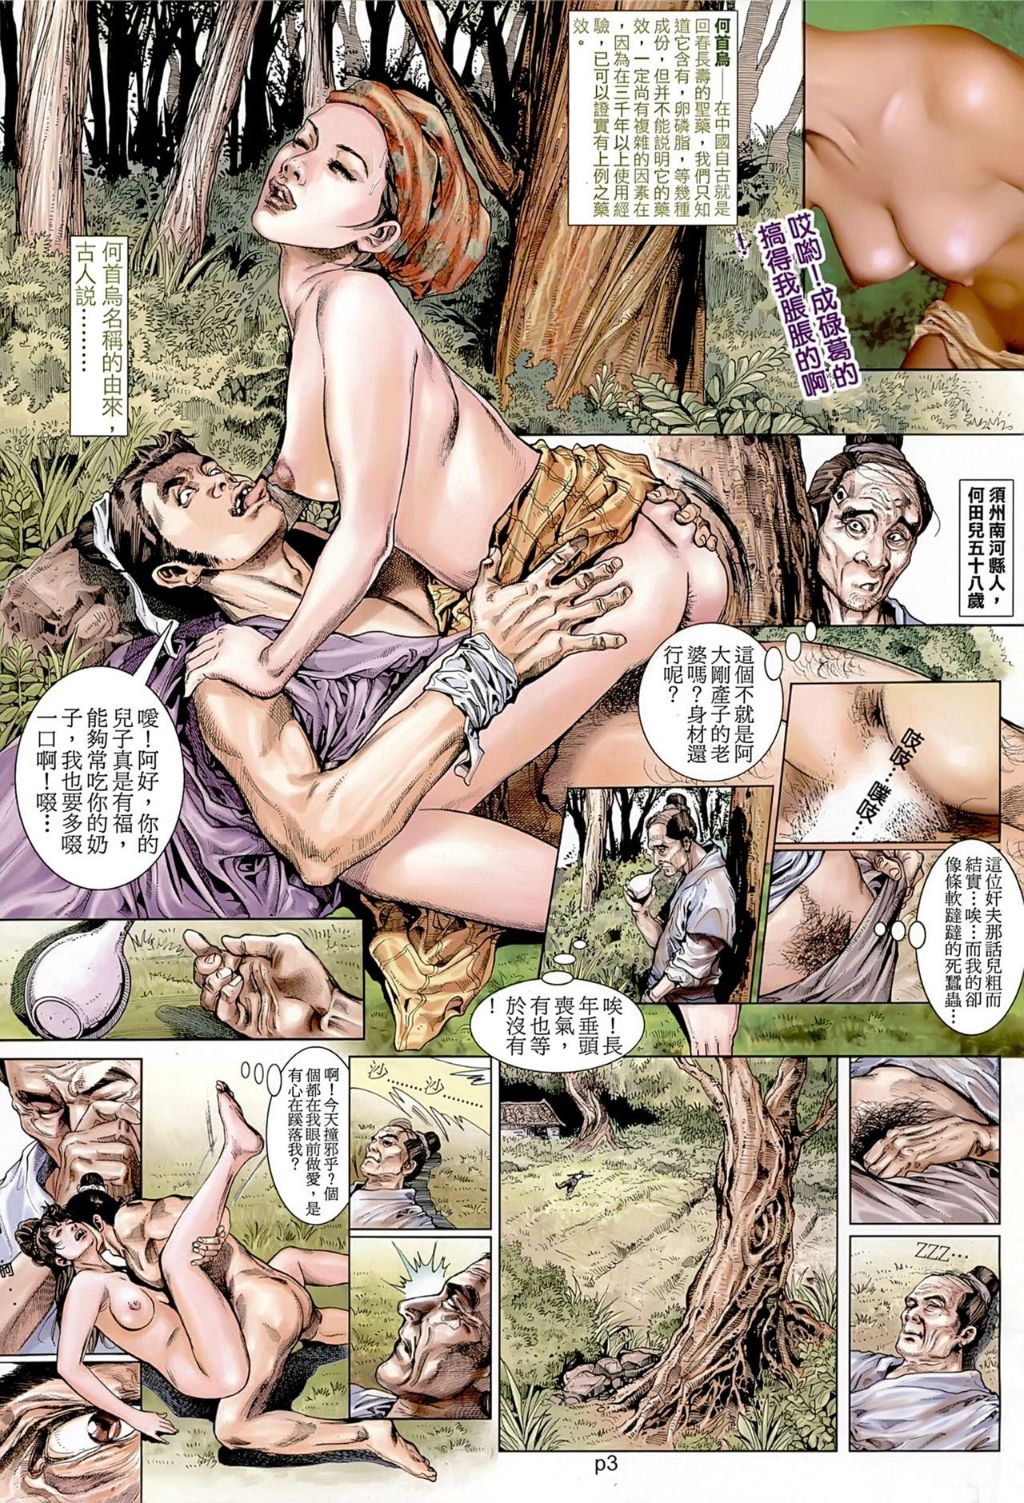 何首烏——在中國自古就是
回春長壽的聖藥，我們只知
道它含有，卵磷脂，等幾種
成份，但并不能説明它的藥
效，一定尚有複雜的因素在
，因為在三千年以上使用經
驗，已可以證實有上例之藥
效。
哎喲！成碌葛的
搞得我脹脹的啊
！
何首烏名稱的由來，
古人說………
須州南河縣人，
何田兒五十八歲
這個不就是阿
大剛產子的老
婆嗎？身材還
行呢？
噯！阿好，你的
兒子真是有福，
能夠常吃你的奶
子，我也要多啜
一口啊！啜…
吱吱…噗吱…
這位奸夫那話兒粗而
結實…唉…而我的卻
像條軟躂躂的死蠶蟲…
唉！長
年垂頭
喪氣，
有也等
於沒有
！
ZZZ…
沙……沙……
啊！今天撞邪乎？個
個都在我眼前做愛，是
有心在蹊落我？
p3